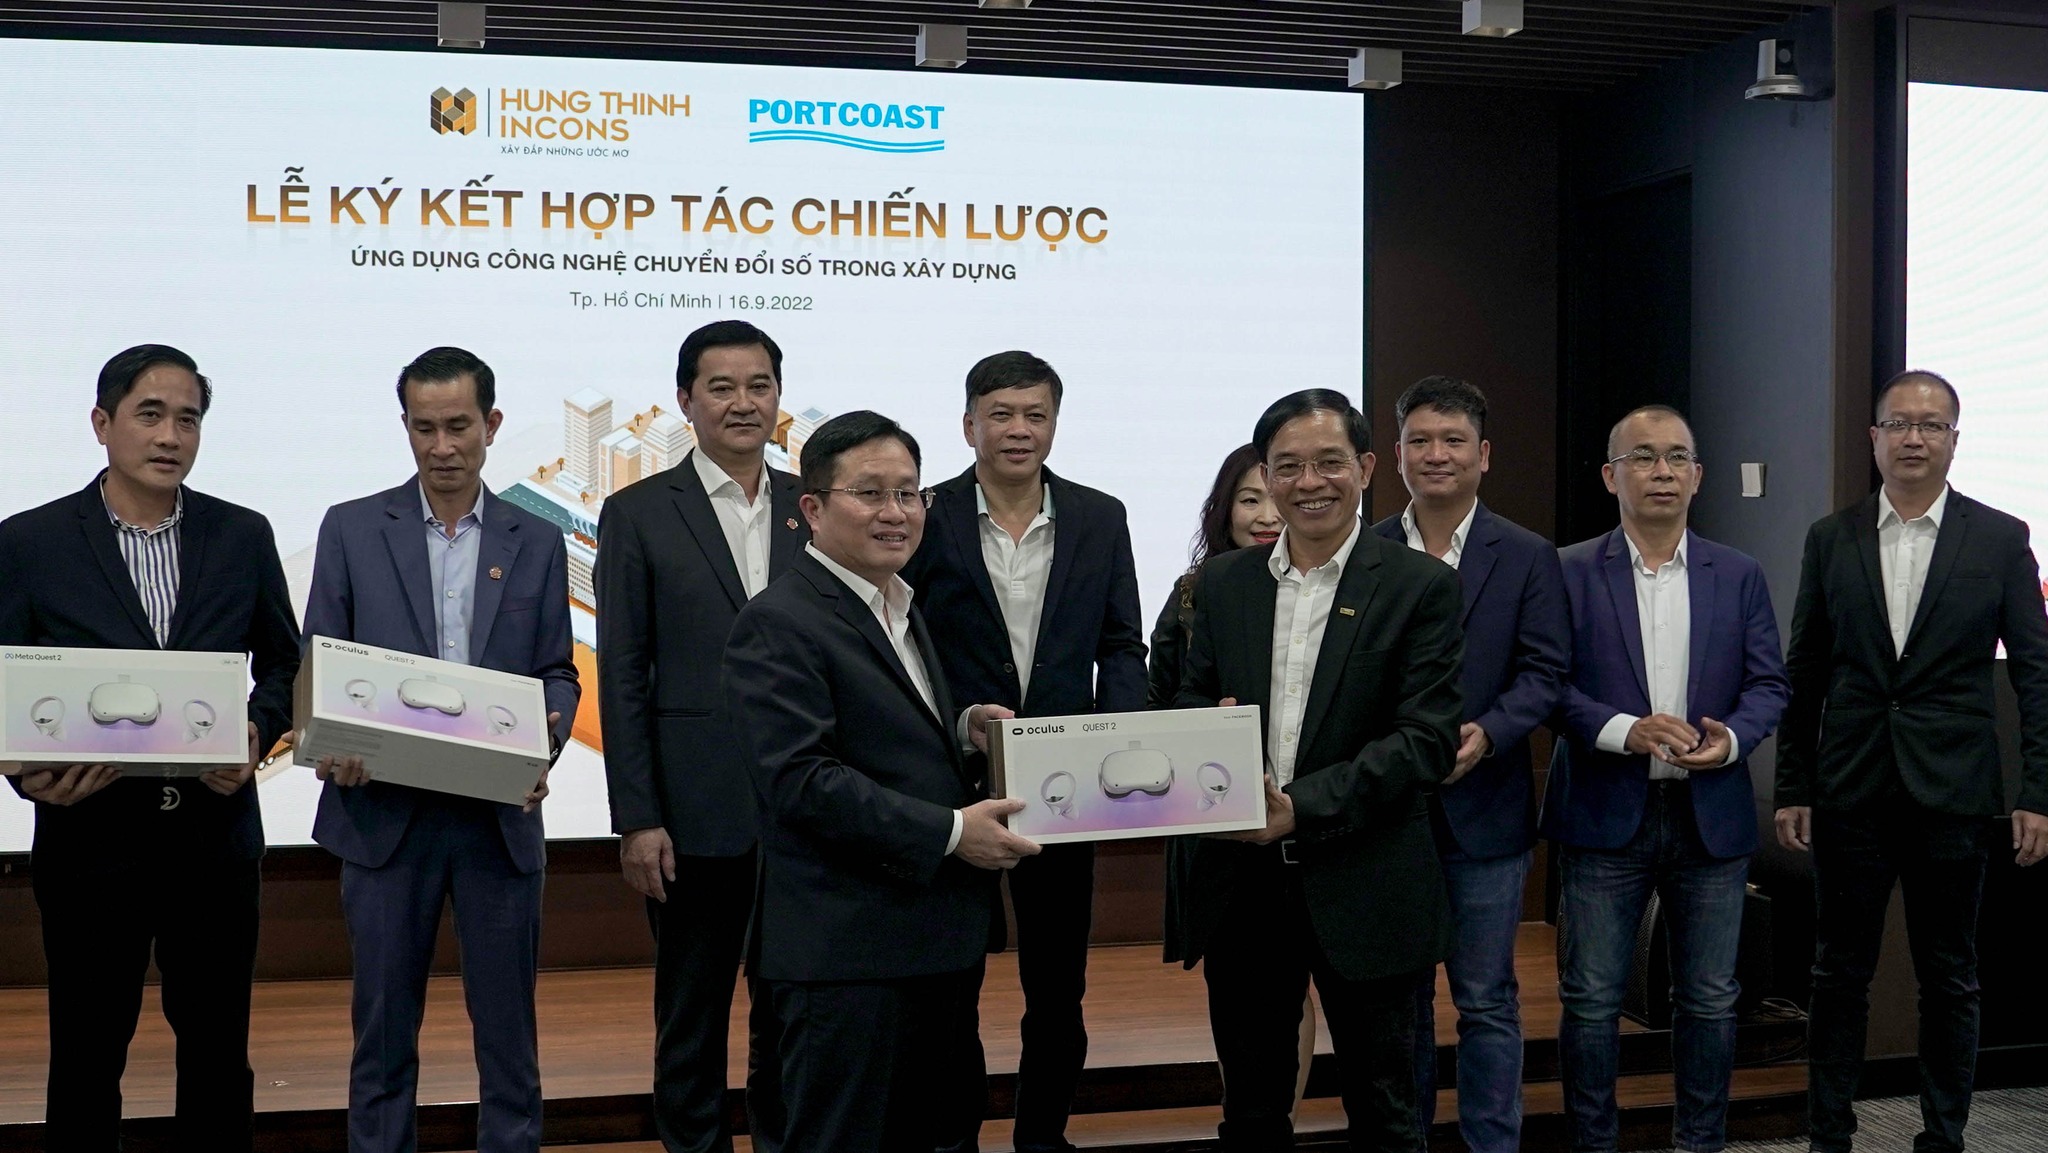 HUNG THINH
INCONS
XÂY ĐẮP NHỮNG ƯỚC MƠ
PORTCOAST
LỄ KÝ KẾT HỢP TÁC CHIẾN LƯỢC
ỨNG DỤNG CÔNG NGHỆ CHUYỂN ĐỔI SỐ TRONG XÂY DỰNG
Tp. Hồ Chí Minh | 16.9.2022
Meta Quest 2
oculus QUEST 2
oculus QUEST 2
from FACEBOOK